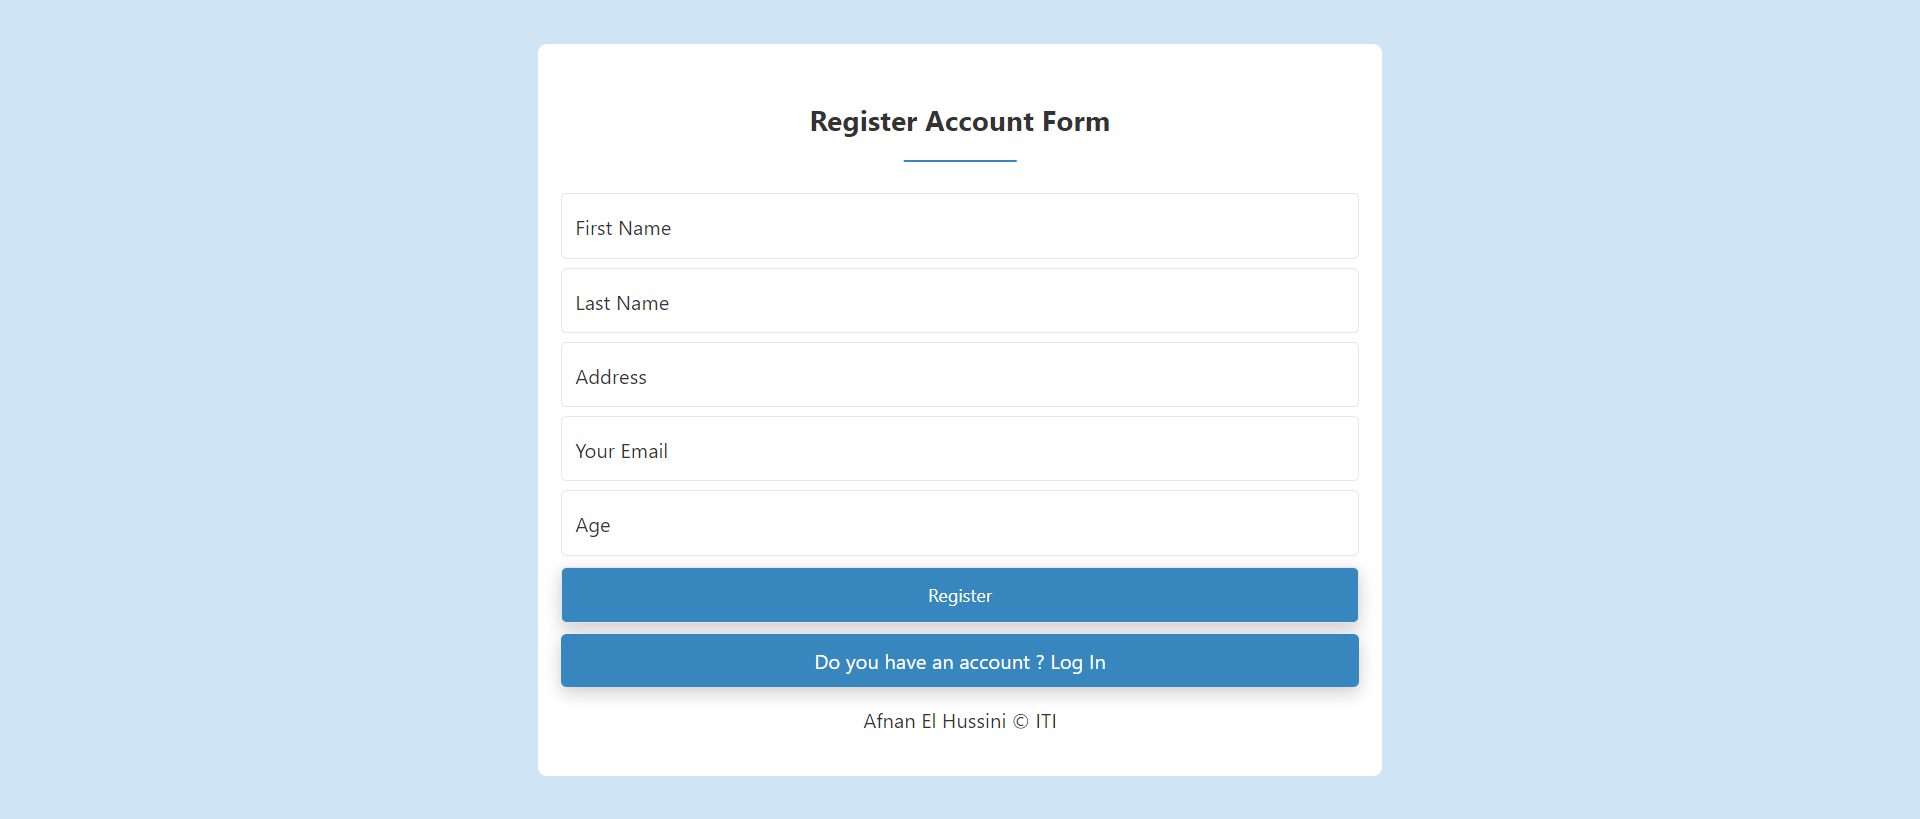 Register Account Form
First Name
Last Name
Address
Your Email
Age
Register
Do you have an account ? Log In
Afnan El Hussini © ITI